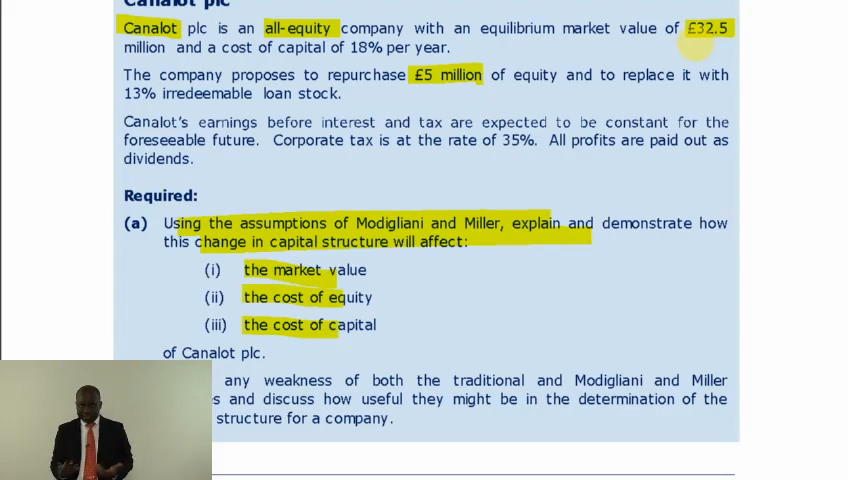 Canalot plc
Canalot plc is an all-equity company with an equilibrium market value of £32.5
million and a cost of capital of 18% per year.
The company proposes to repurchase £5 million of equity and to replace it with
13% irredeemable loan stock.
Canalot's earnings before interest and tax are expected to be constant for the
foreseeable future. Corporate tax is at the rate of 35%. All profits are paid out as
dividends.
Required:
(a) Using the assumptions of Modigliani and Miller, explain and demonstrate how
this change in capital structure will affect:
(i) the market value
(ii) the cost of equity
(iii) the cost of capital
of Canalot plc.
any weakness of both the traditional and Modigliani and Miller
s and discuss how useful they might be in the determination of the
structure for a company.